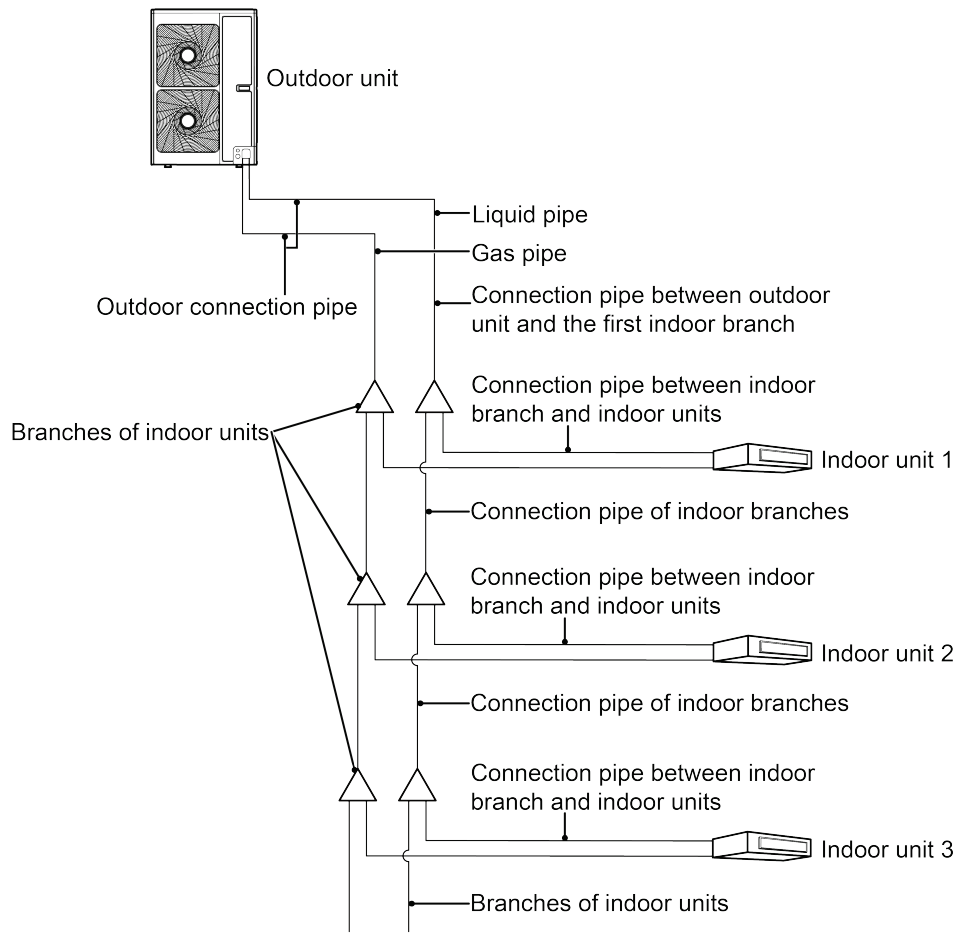 Outdoor unit
Liquid pipe
Gas pipe
Outdoor connection pipe
Connection pipe between outdoor
unit and the first indoor branch
Connection pipe between indoor
branch and indoor units
Branches of indoor units
Indoor unit 1
Connection pipe of indoor branches
Connection pipe between indoor
branch and indoor units
Indoor unit 2
Connection pipe of indoor branches
Connection pipe between indoor
branch and indoor units
Indoor unit 3
Branches of indoor units